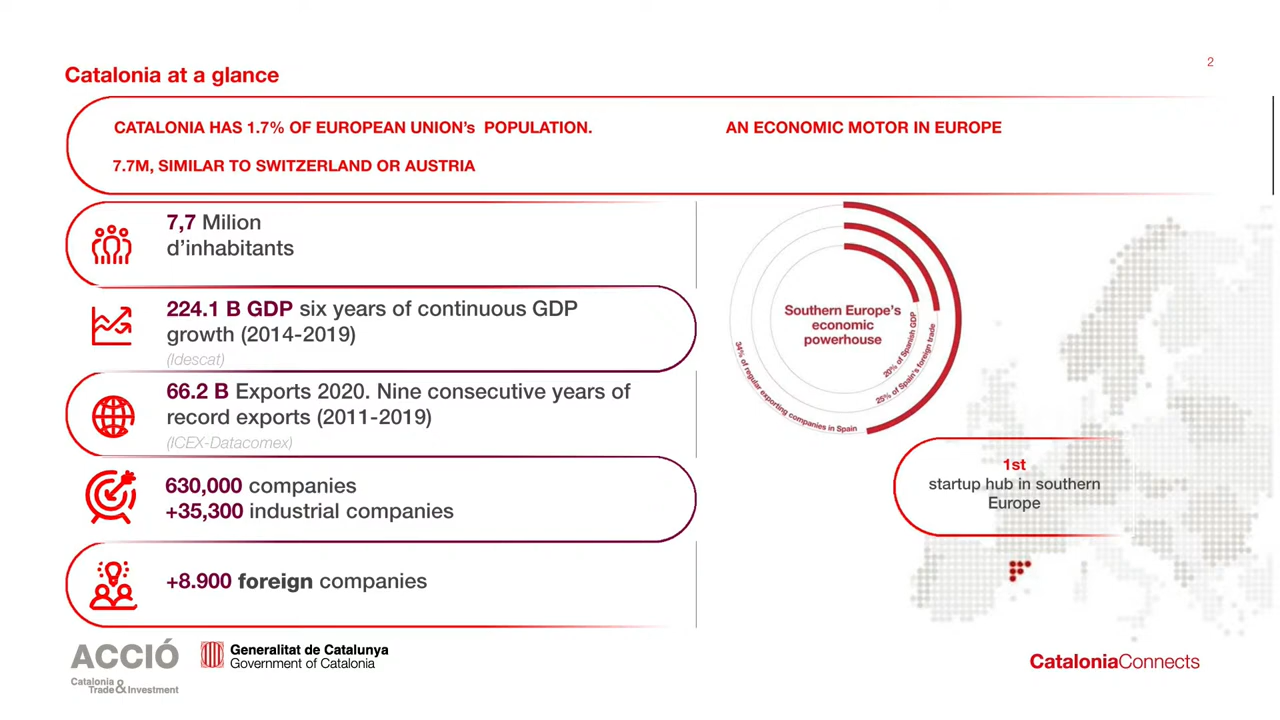 2
Catalonia at a glance
CATALONIA HAS 1.7% OF EUROPEAN UNION's POPULATION.
7.7M, SIMILAR TO SWITZERLAND OR AUSTRIA
AN ECONOMIC MOTOR IN EUROPE
7,7 Milion
d'inhabitants
224.1 B GDP six years of continuous GDP
growth (2014-2019)
(Idescat)
66.2 B Exports 2020. Nine consecutive years of
record exports (2011-2019)
(ICEX-Datacomex)
630,000 companies
+35,300 industrial companies
+8.900 foreign companies
Southern Europe's
economic
powerhouse
20% of Spanish GDP
25% of Spain's foreign trade
34% of regular exporting companies in Spain
1st
startup hub in southern
Europe
ACCIÓ
Catalonia
Trade & Investment
Generalitat de Catalunya
Government of Catalonia
CataloniaConnects